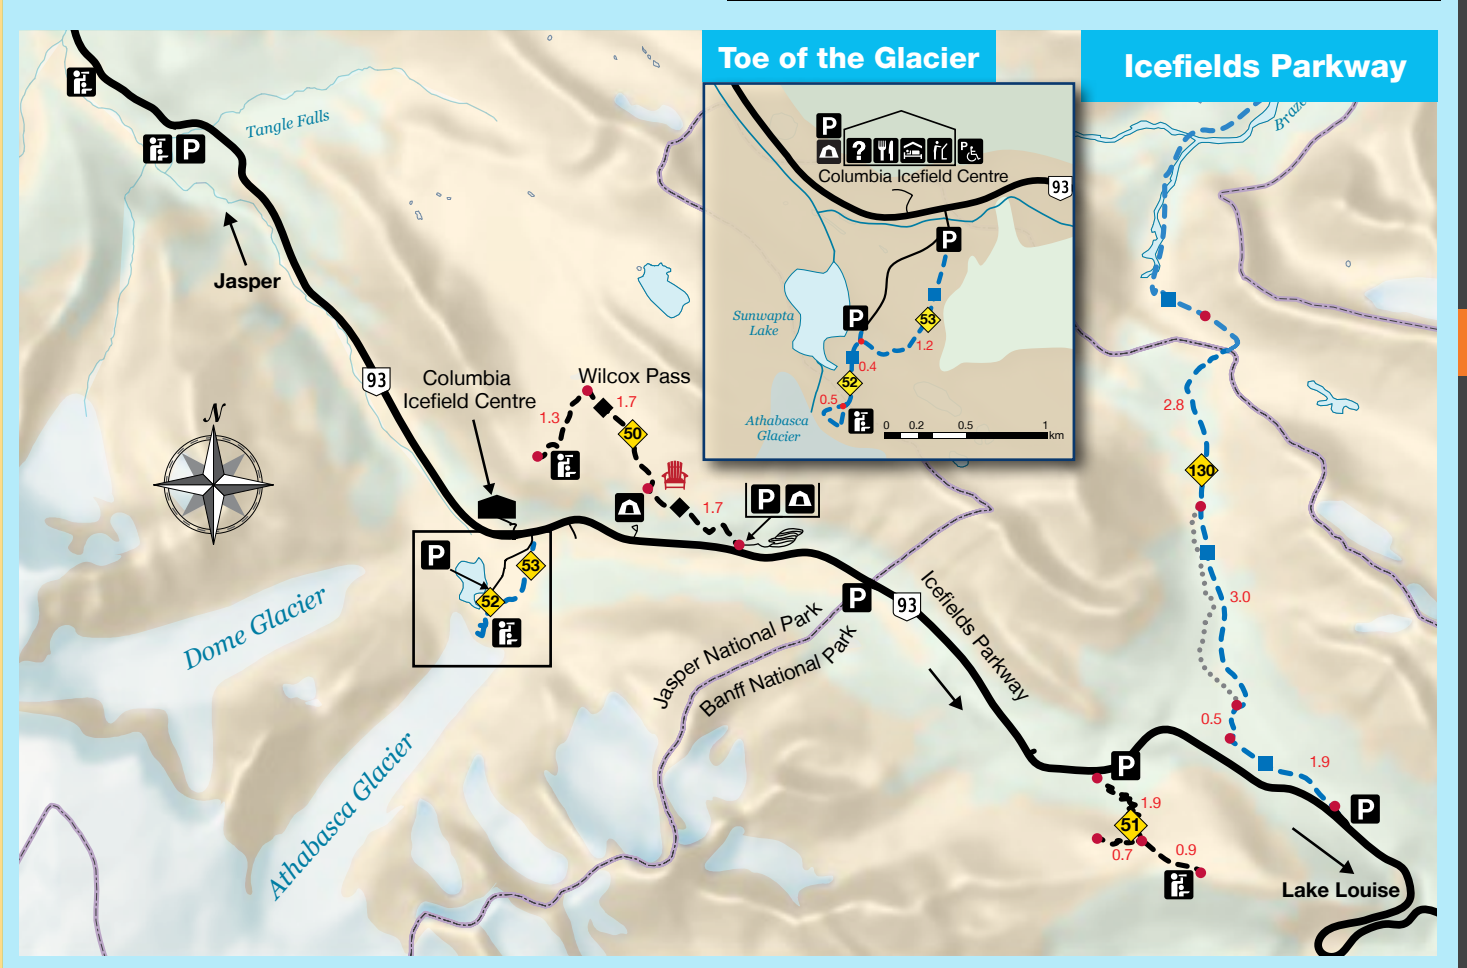 Toe of the Glacier
Icefields Parkway
Tangle Falls
P
Jasper
P
?
P
Columbia Icefield Centre
93
P
Sunwapta
Lake
P
53
1.2
0.4
52
0.5
Athabasca
Glacier
0 0.2 0.5 1
km
93
Columbia
Icefield Centre
Wilcox Pass
1.3
1.7
50
1.7
P
N
P
53
52
Dome Glacier
Athabasca Glacier
P
93
Icefields Parkway
Jasper National Park
Banff National Park
2.8
130
3.0
0.5
1.9
P
P
1.9
51
0.7
0.9
Lake Louise